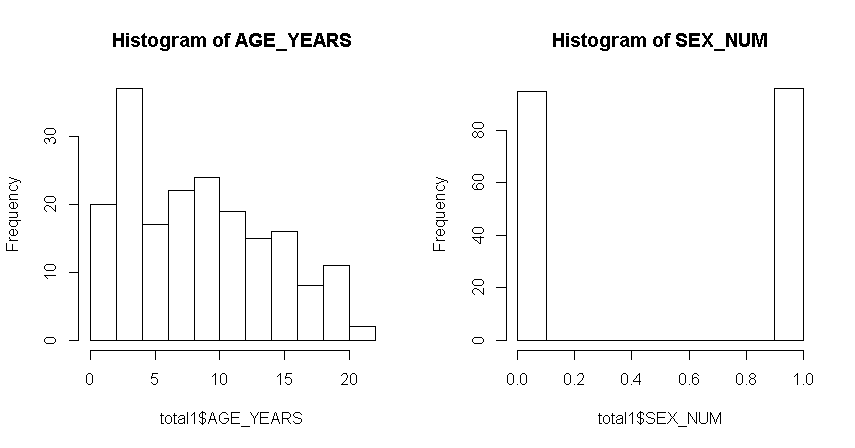 Histogram of AGE_YEARS
Frequency
0
10
20
30
0 5 10 15 20
total1$AGE_YEARS
Histogram of SEX_NUM
Frequency
0
20
40
60
80
0.0 0.2 0.4 0.6 0.8 1.0
total1$SEX_NUM